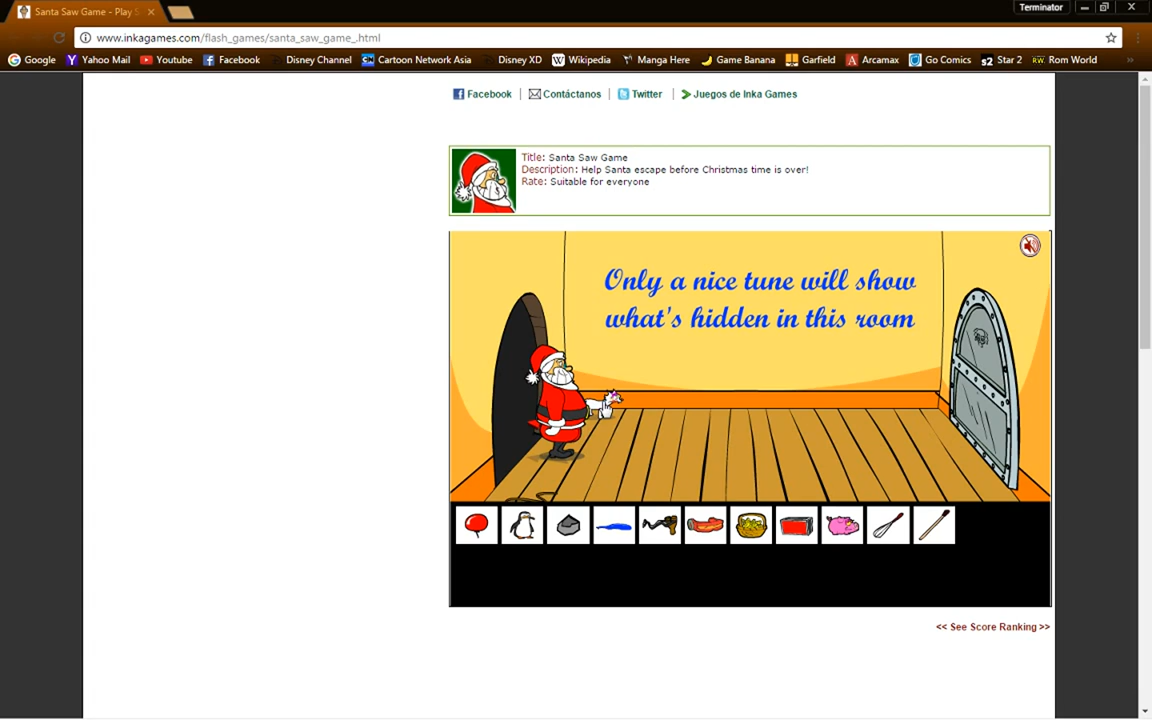 Santa Saw Game - Play S
Terminator
www.inkagames.com/flash_games/santa_saw_game_.html
Google Yahoo Mail Youtube Facebook Disney Channel Cartoon Network Asia Disney XD Wikipedia Manga Here Game Banana Garfield Arcamax Go Comics Star 2 Rom World
Facebook | Contáctanos | Twitter | Juegos de Inka Games
Title: Santa Saw Game
Description: Help Santa escape before Christmas time is over!
Rate: Suitable for everyone
Only a nice tune will show
what's hidden in this room
<< See Score Ranking >>